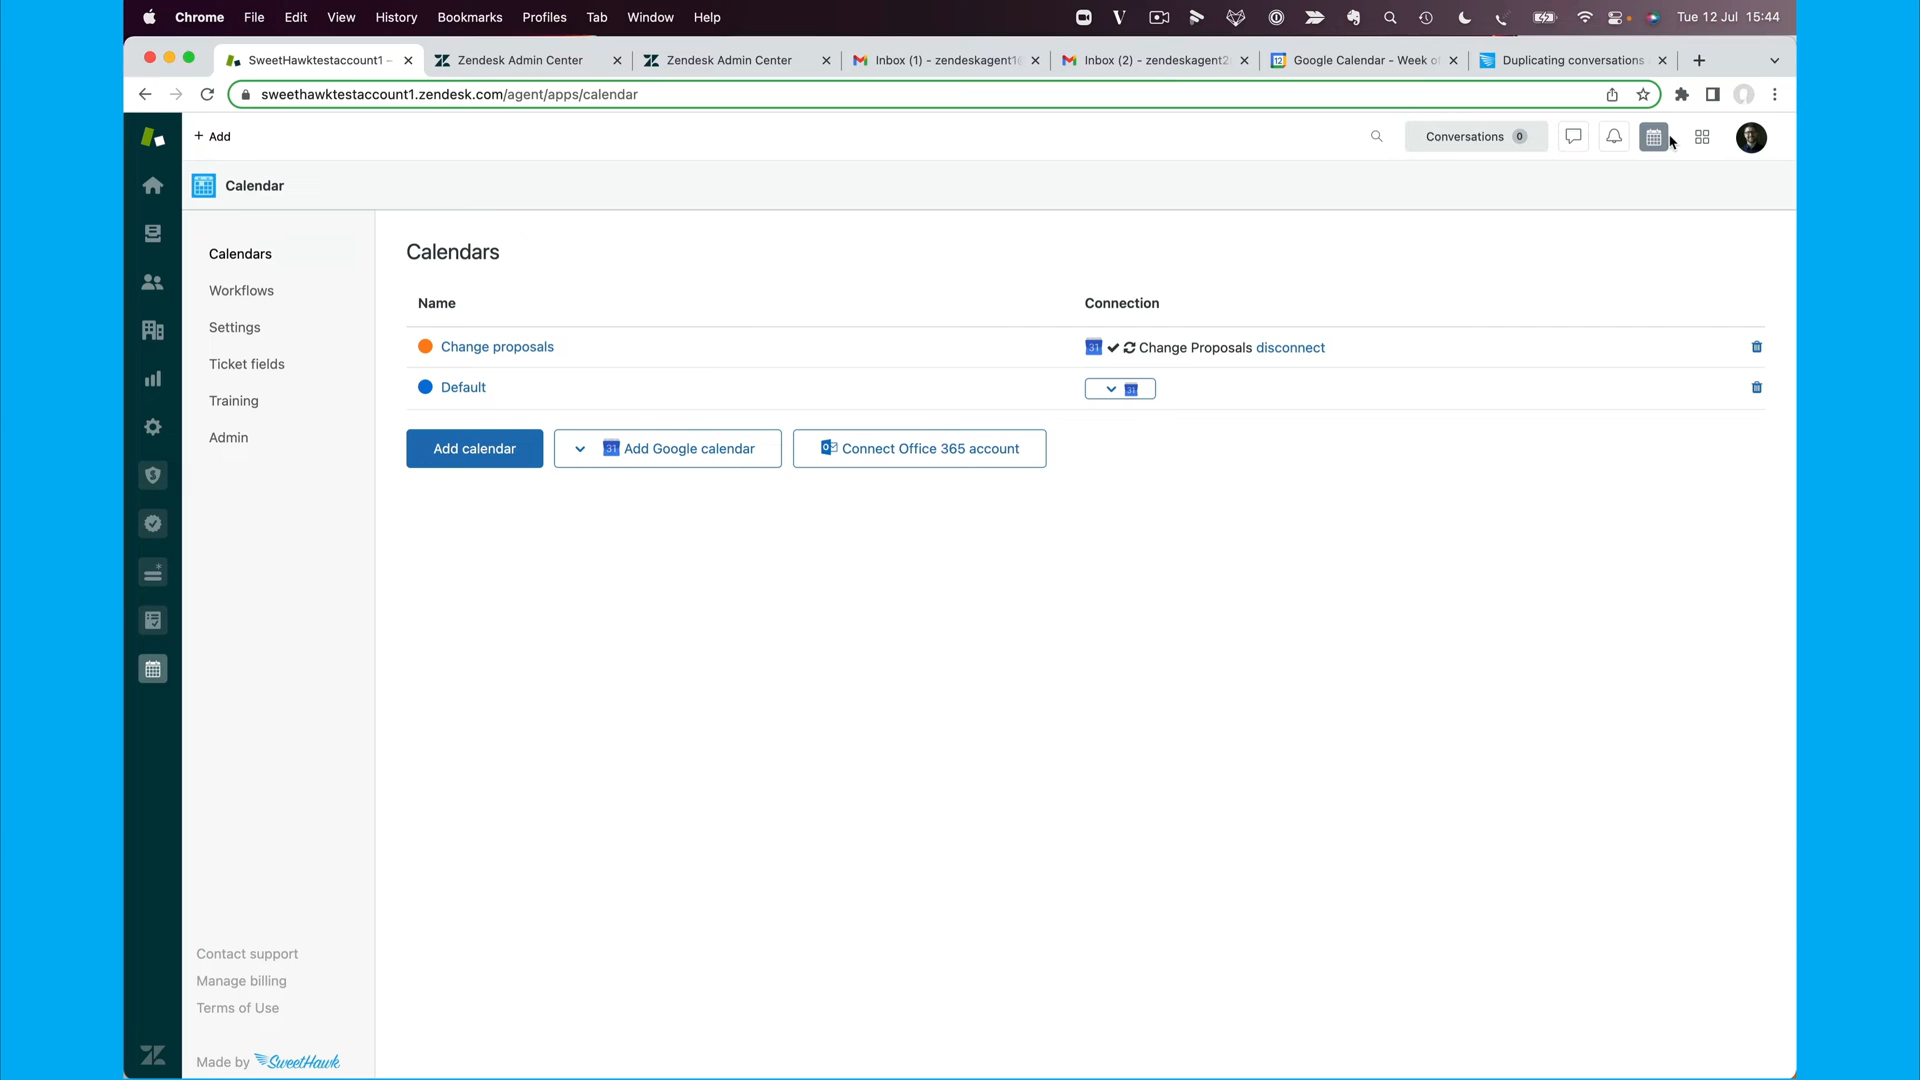 Chrome File Edit View History Bookmarks Profiles Tab Window Help Tue 12 Jul 15:44
SweetHawktestaccount1 – Zendesk Admin Center Zendesk Admin Center Inbox (1) - zendeskagent1 Inbox (2) - zendeskagent2 Google Calendar - Week of Duplicating conversations
sweethawktestaccount1.zendesk.com/agent/apps/calendar
+ Add Conversations 0
Calendar
Calendars
Workflows
Settings
Ticket fields
Training
Admin
Calendars
Name Connection
Change proposals 31 Change Proposals disconnect
Default 31
Add calendar 31 Add Google calendar Connect Office 365 account
Contact support
Manage billing
Terms of Use
Made by SweetHawk